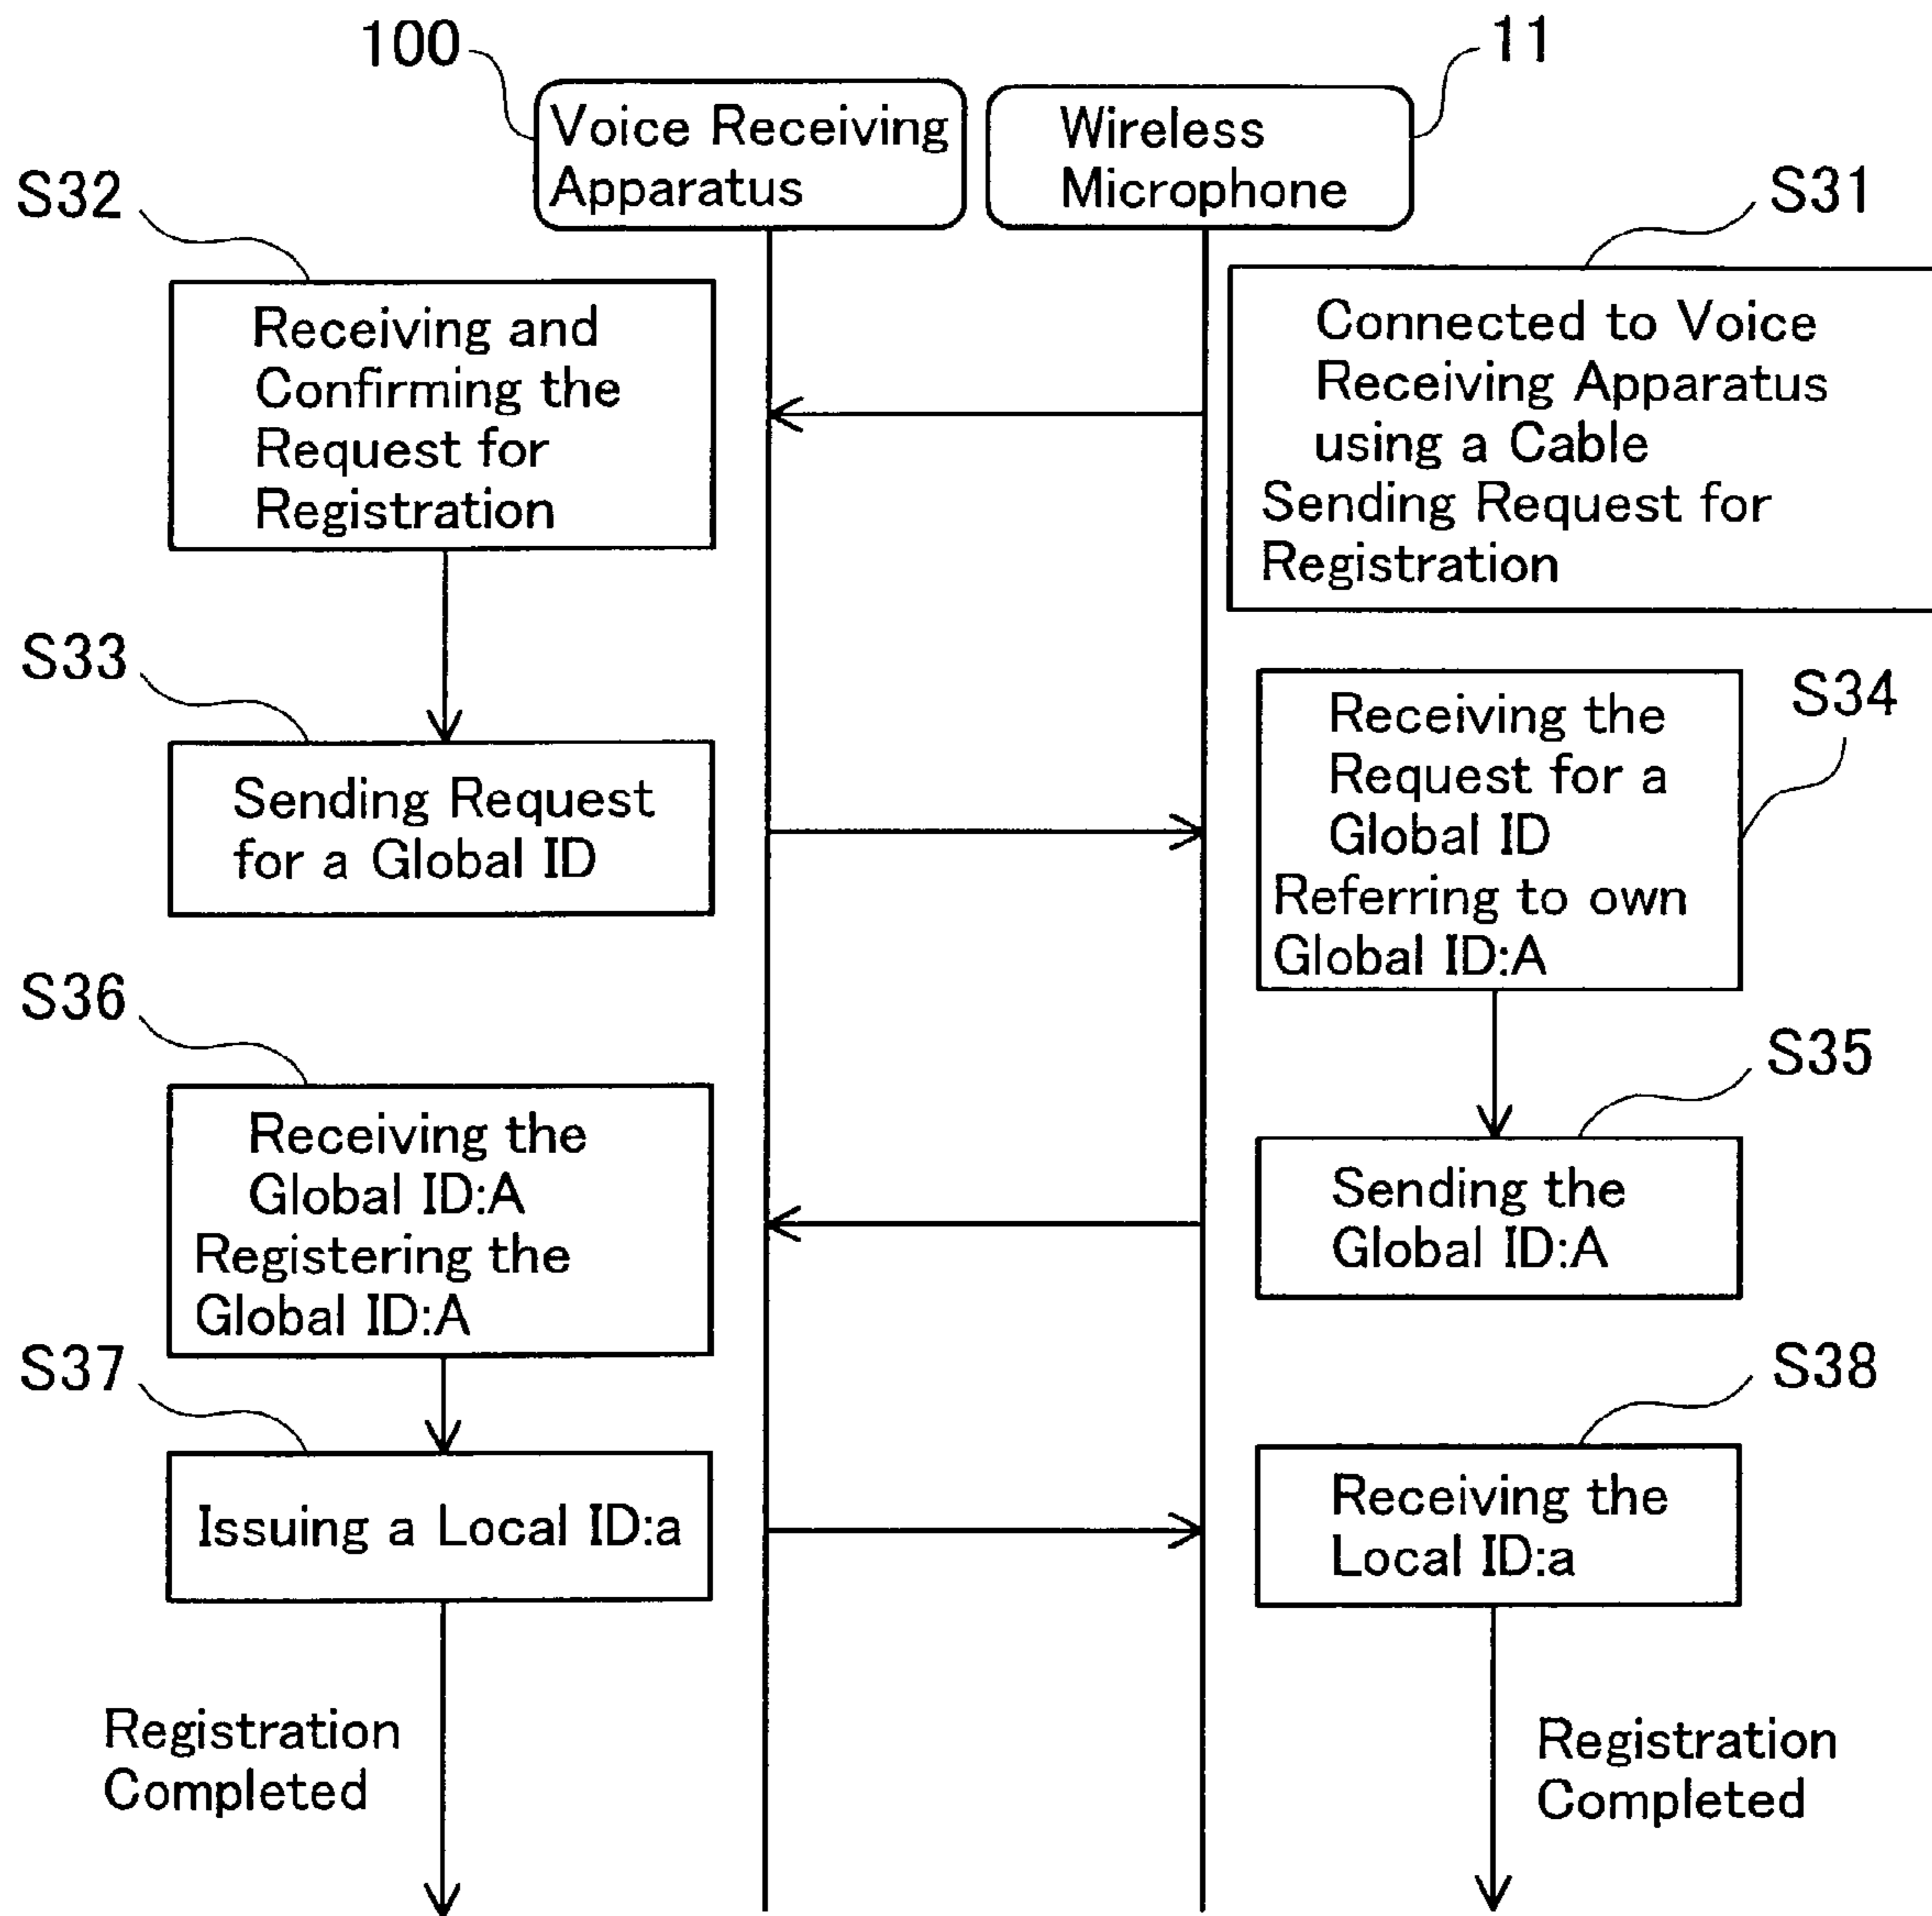 100
11
Voice Receiving
Apparatus
Wireless
Microphone
S32
S31
Receiving and
Confirming the
Request for
Registration
Connected to Voice
Receiving Apparatus
using a Cable
Sending Request for
Registration
S33
S34
Sending Request
for a Global ID
Receiving the
Request for a
Global ID
Referring to own
Global ID:A
S36
S35
Receiving the
Global ID:A
Registering the
Global ID:A
Sending the
Global ID:A
S37
S38
Issuing a Local ID:a
Receiving the
Local ID:a
Registration
Completed
Registration
Completed